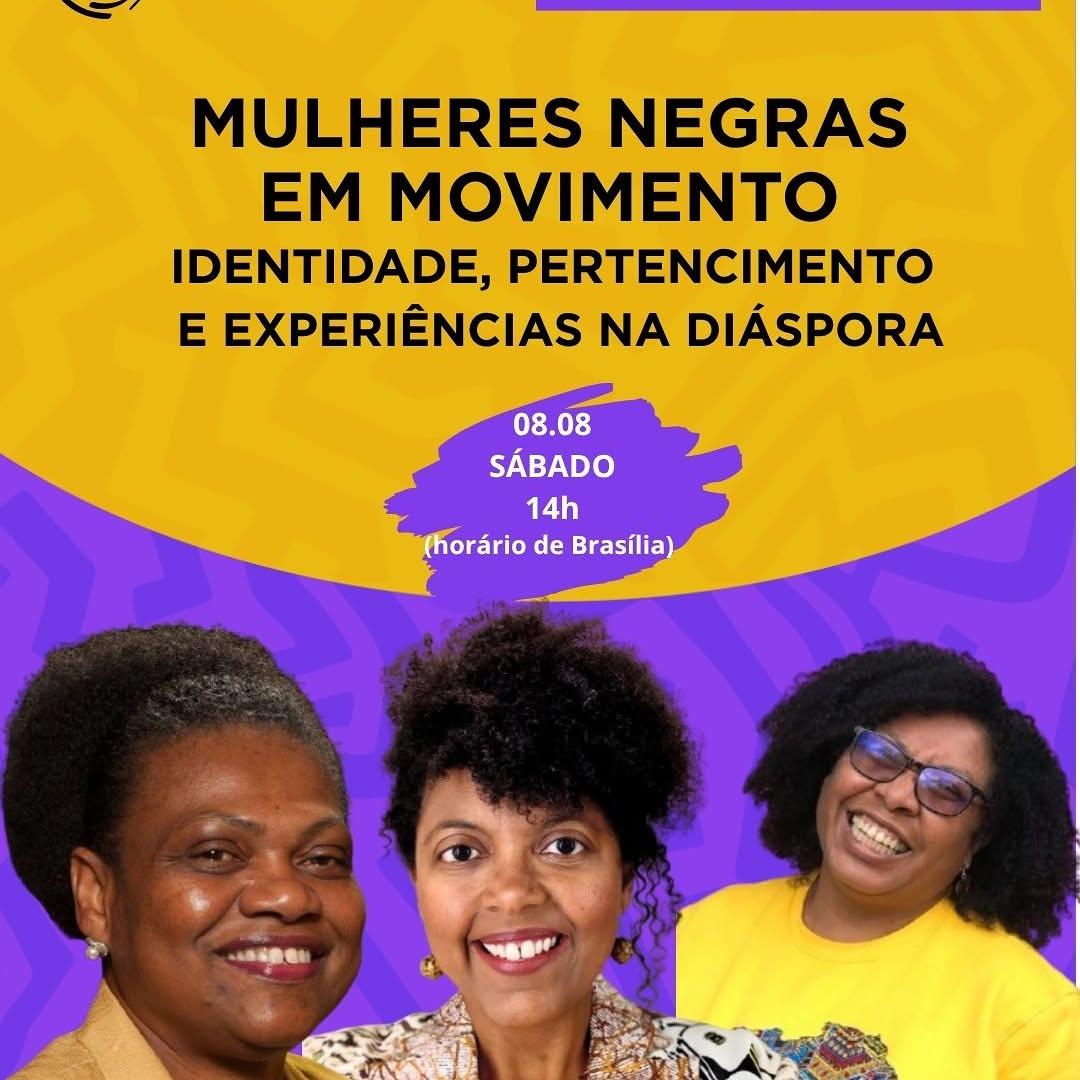 MULHERES NEGRAS
EM MOVIMENTO
IDENTIDADE, PERTENCIMENTO
E EXPERIÊNCIAS NA DIÁSPORA
08.08
SÁBADO
14h
(horário de Brasília)